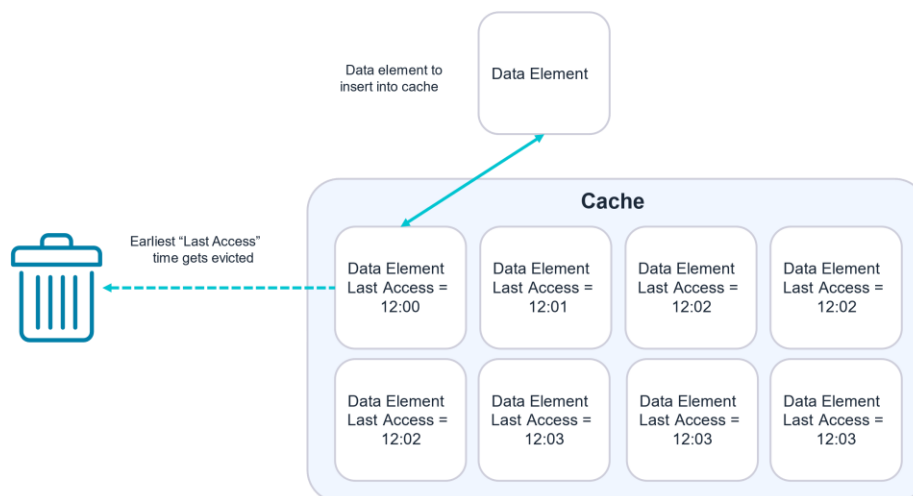 Data element to
insert into cache
Data Element
Cache
Earliest “Last Access”
time gets evicted
Data Element
Last Access =
12:00
Data Element
Last Access =
12:01
Data Element
Last Access =
12:02
Data Element
Last Access =
12:02
Data Element
Last Access =
12:02
Data Element
Last Access =
12:03
Data Element
Last Access =
12:03
Data Element
Last Access =
12:03